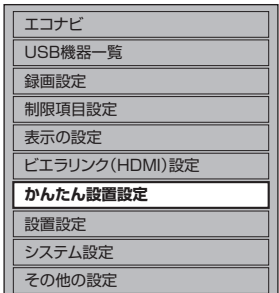 エコナビ
USB機器一覧
録画設定
制限項目設定
表示の設定
ビエラリンク(HDMI)設定
かんたん設置設定
設置設定
システム設定
その他の設定